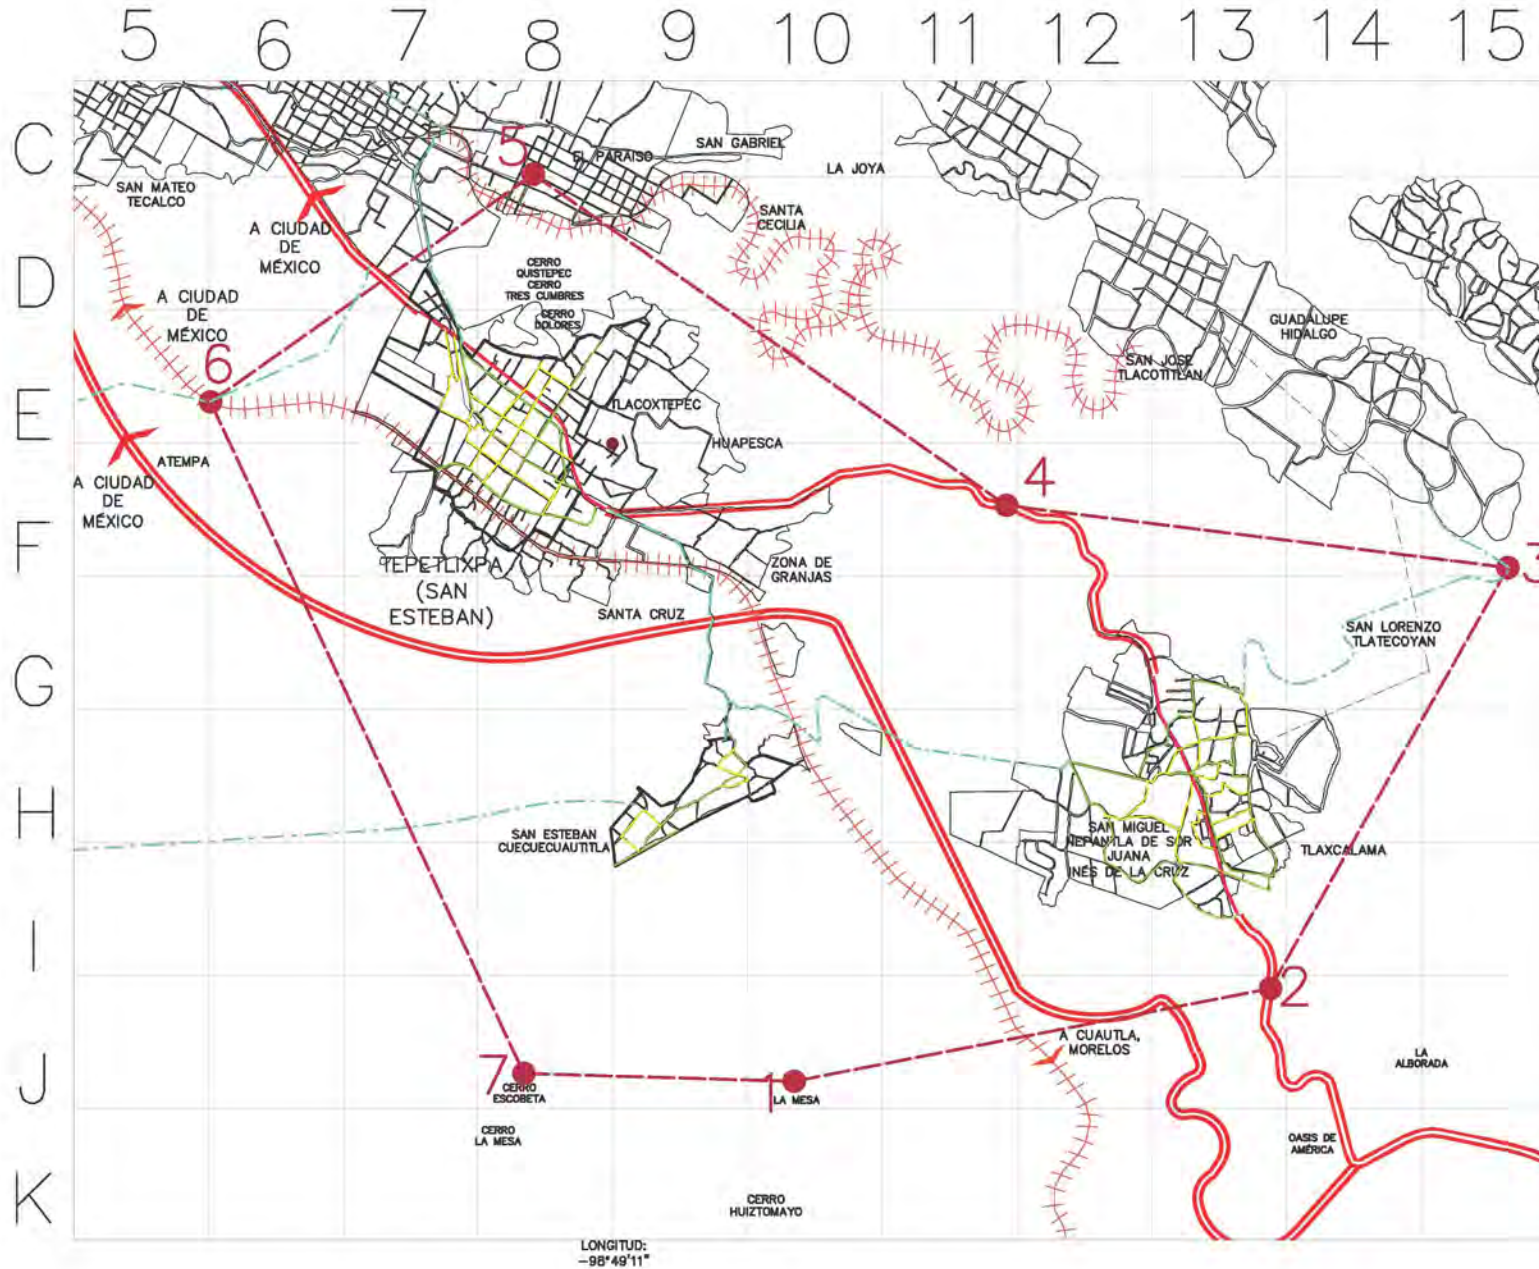 5 6 7 8 9 10 11 12 13 14 15
C
5
EL PARAISO
SAN GABRIEL
LA JOYA
SAN MATEO
TECALCO
A CIUDAD
DE
MÉXICO
SANTA
CECILIA
D
CERRO
QUISTEPEC
CERRO
TRES CUMBRES
CERRO
DOLORES
A CIUDAD
DE
MÉXICO
GUADALUPE
HIDALGO
6
SAN JOSE
TLACOTITLAN
E
TLACOXTEPEC
HUAPESCA
ATEMPA
A CIUDAD
DE
MÉXICO
4
F
TEPETLIXPA
(SAN
ESTEBAN)
ZONA DE
GRANJAS
3
SANTA CRUZ
SAN LORENZO
TLATECOYAN
G
H
SAN ESTEBAN
CUECUECUAUTITLA
SAN MIGUEL
NEPANTLA DE SOR
JUANA
INÉS DE LA CRUZ
TLAXCALAMA
I
2
A CUAUTLA,
MORELOS
LA
ALBORADA
J
7
CERRO
ESCOBETA
1
LA MESA
CERRO
LA MESA
OASIS DE
AMÉRICA
K
CERRO
HUIZTOMAYO
LONGITUD:
-98°49'11"